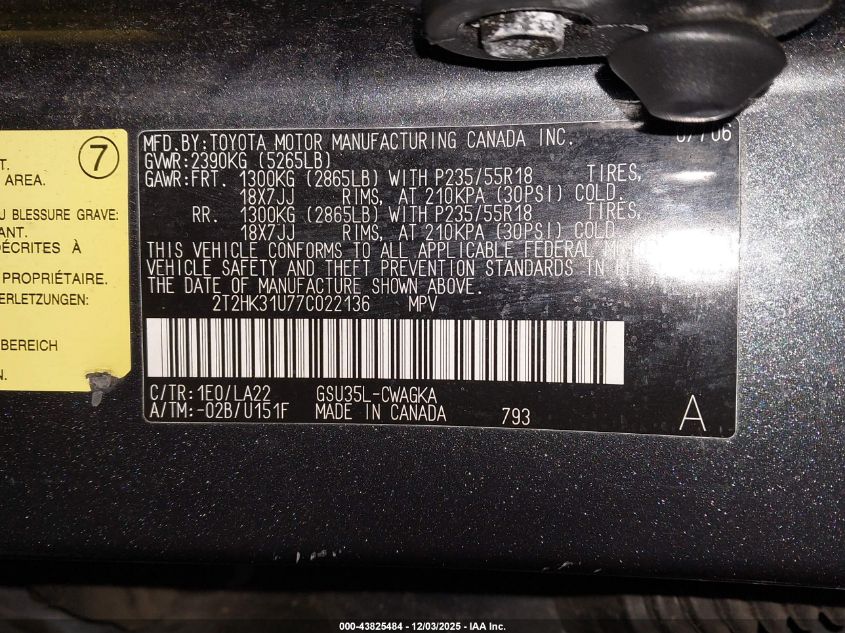 7
T.
AREA.
U BLESSURE GRAVE:
ANT.
DÉCRITES À
PROPRIÉTAIRE.
ERLETZUNGEN:
BEREICH
N.
MFD.BY:TOYOTA MOTOR MANUFACTURING CANADA INC. 07/06
GVWR:2390KG (5265LB)
GAWR:FRT. 1300KG (2865LB) WITH P235/55R18 TIRES,
18X7JJ RIMS, AT 210KPA (30PSI) COLD.
RR. 1300KG (2865LB) WITH P235/55R18 TIRES,
18X7JJ RIMS, AT 210KPA (30PSI) COLD
THIS VEHICLE CONFORMS TO ALL APPLICABLE FEDERAL
VEHICLE SAFETY AND THEFT PREVENTION STANDARDS IN
THE DATE OF MANUFACTURE SHOWN ABOVE.
2T2HK31U77C022136 MPV
C/TR:1E0/LA22 GSU35L-CWAGKA
A/TM:-02B/U151F MADE IN CANADA 793 A
000-43825484 - 12/03/2025 - IAA Inc.